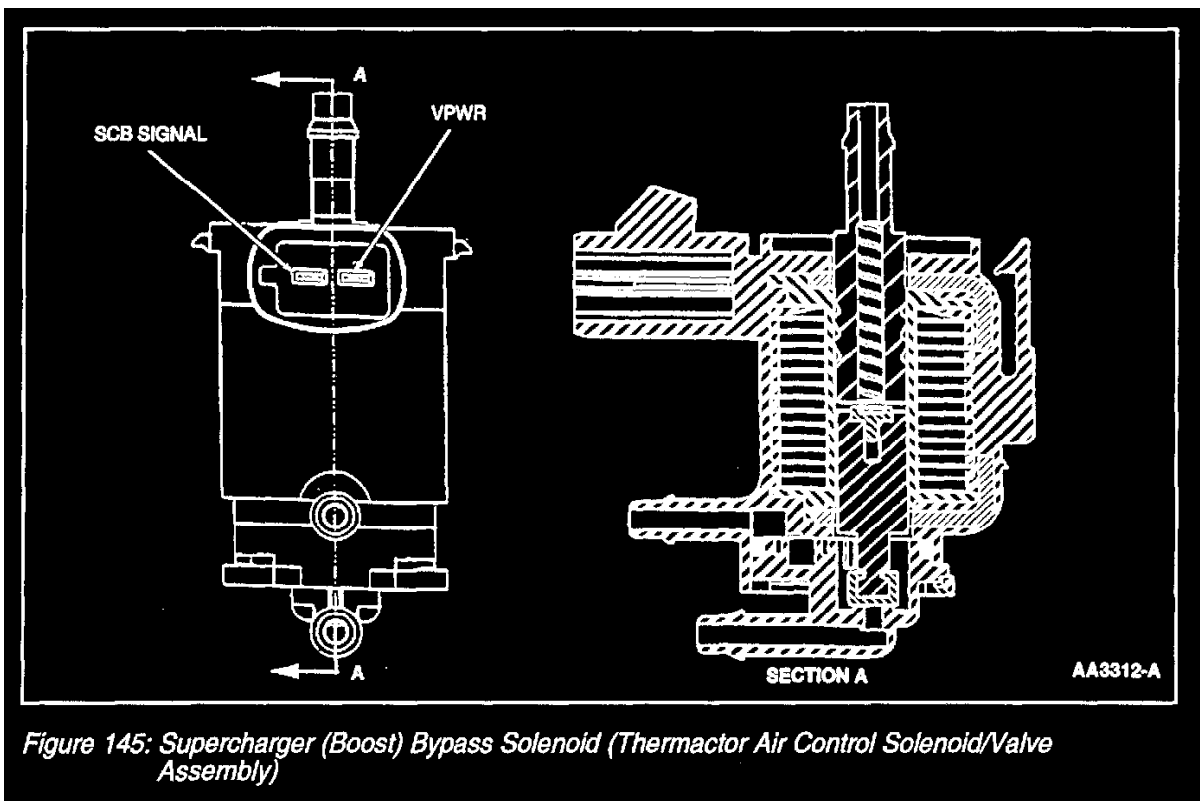 A
SCB SIGNAL
VPWR
A
SECTION A
AA3312-A
Figure 145: Supercharger (Boost) Bypass Solenoid (Thermactor Air Control Solenoid/Valve
Assembly)